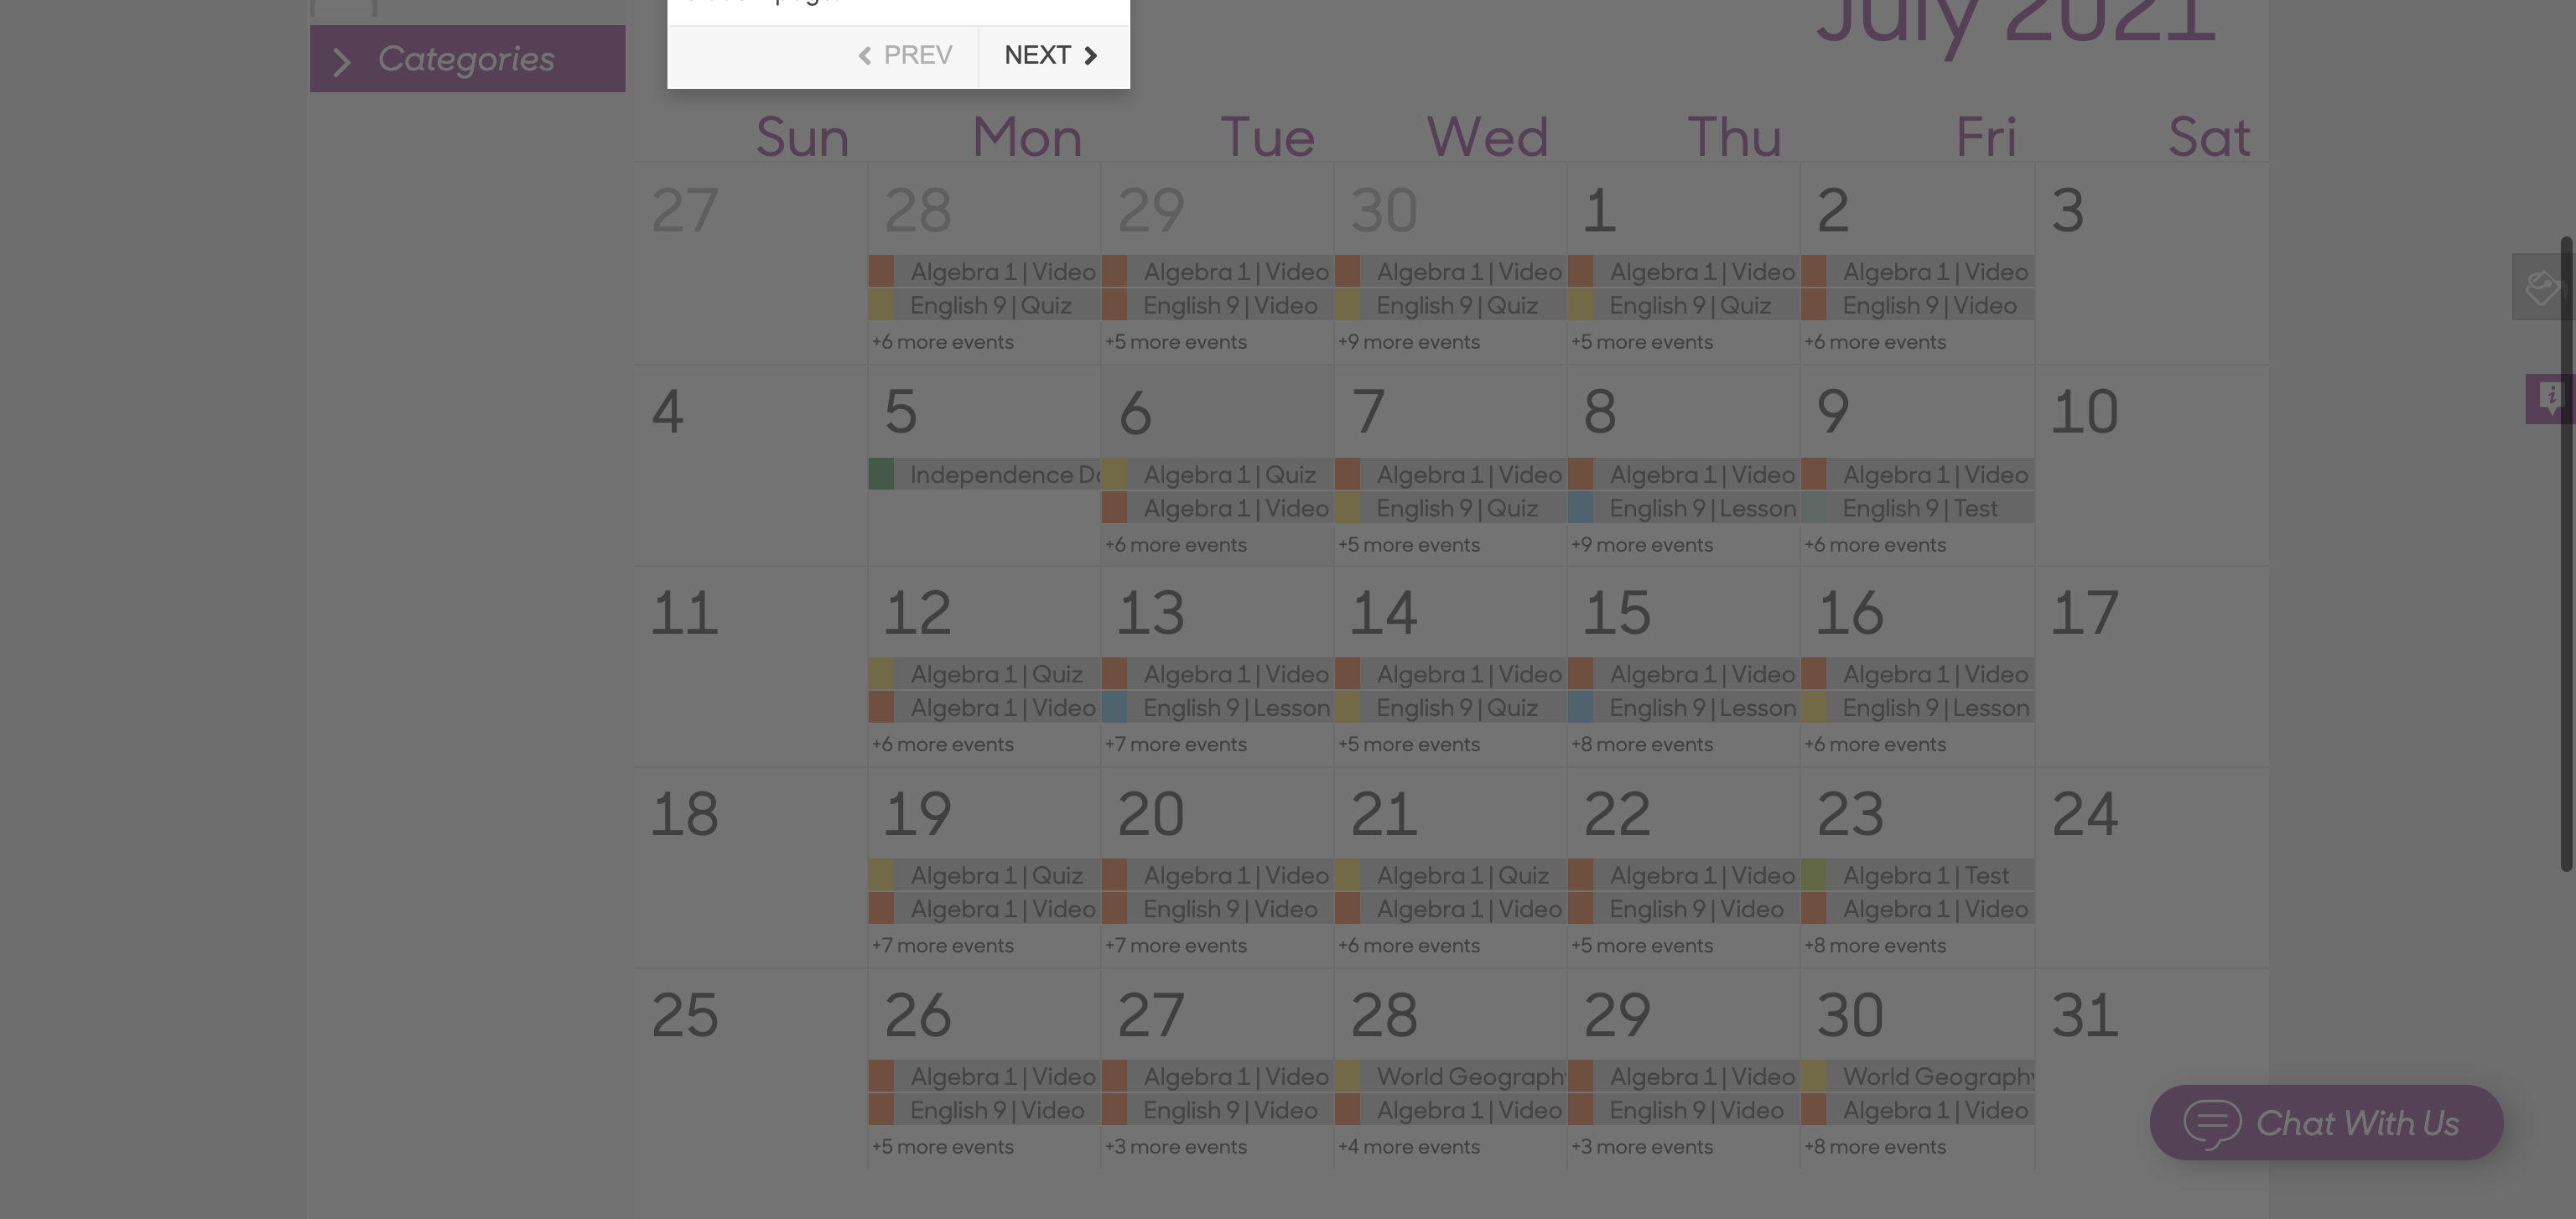 July 2021
Categories
PREV NEXT
Sun Mon Tue Wed Thu Fri Sat
27 28 29 30 1 2 3
Algebra 1 | Video Algebra 1 | Video Algebra 1 | Video Algebra 1 | Video Algebra 1 | Video
English 9 | Quiz English 9 | Video English 9 | Quiz English 9 | Quiz English 9 | Video
+6 more events +5 more events +9 more events +5 more events +6 more events
4 5 6 7 8 9 10
Independence Algebra 1 | Quiz Algebra 1 | Video Algebra 1 | Video Algebra 1 | Video
Algebra 1 | Video English 9 | Quiz English 9 | Lesson English 9 | Test
+6 more events +5 more events +9 more events +6 more events
11 12 13 14 15 16 17
Algebra 1 | Quiz Algebra 1 | Video Algebra 1 | Video Algebra 1 | Video Algebra 1 | Video
Algebra 1 | Video English 9 | Lesson English 9 | Quiz English 9 | Lesson English 9 | Lesson
+6 more events +7 more events +5 more events +8 more events +6 more events
18 19 20 21 22 23 24
Algebra 1 | Quiz Algebra 1 | Video Algebra 1 | Quiz Algebra 1 | Video Algebra 1 | Test
Algebra 1 | Video English 9 | Video Algebra 1 | Video English 9 | Video Algebra 1 | Video
+7 more events +7 more events +6 more events +5 more events +8 more events
25 26 27 28 29 30 31
Algebra 1 | Video Algebra 1 | Video World Geography Algebra 1 | Video World Geography
English 9 | Video English 9 | Video Algebra 1 | Video English 9 | Video Algebra 1 | Video
+5 more events +3 more events +4 more events +3 more events +8 more events
Chat With Us